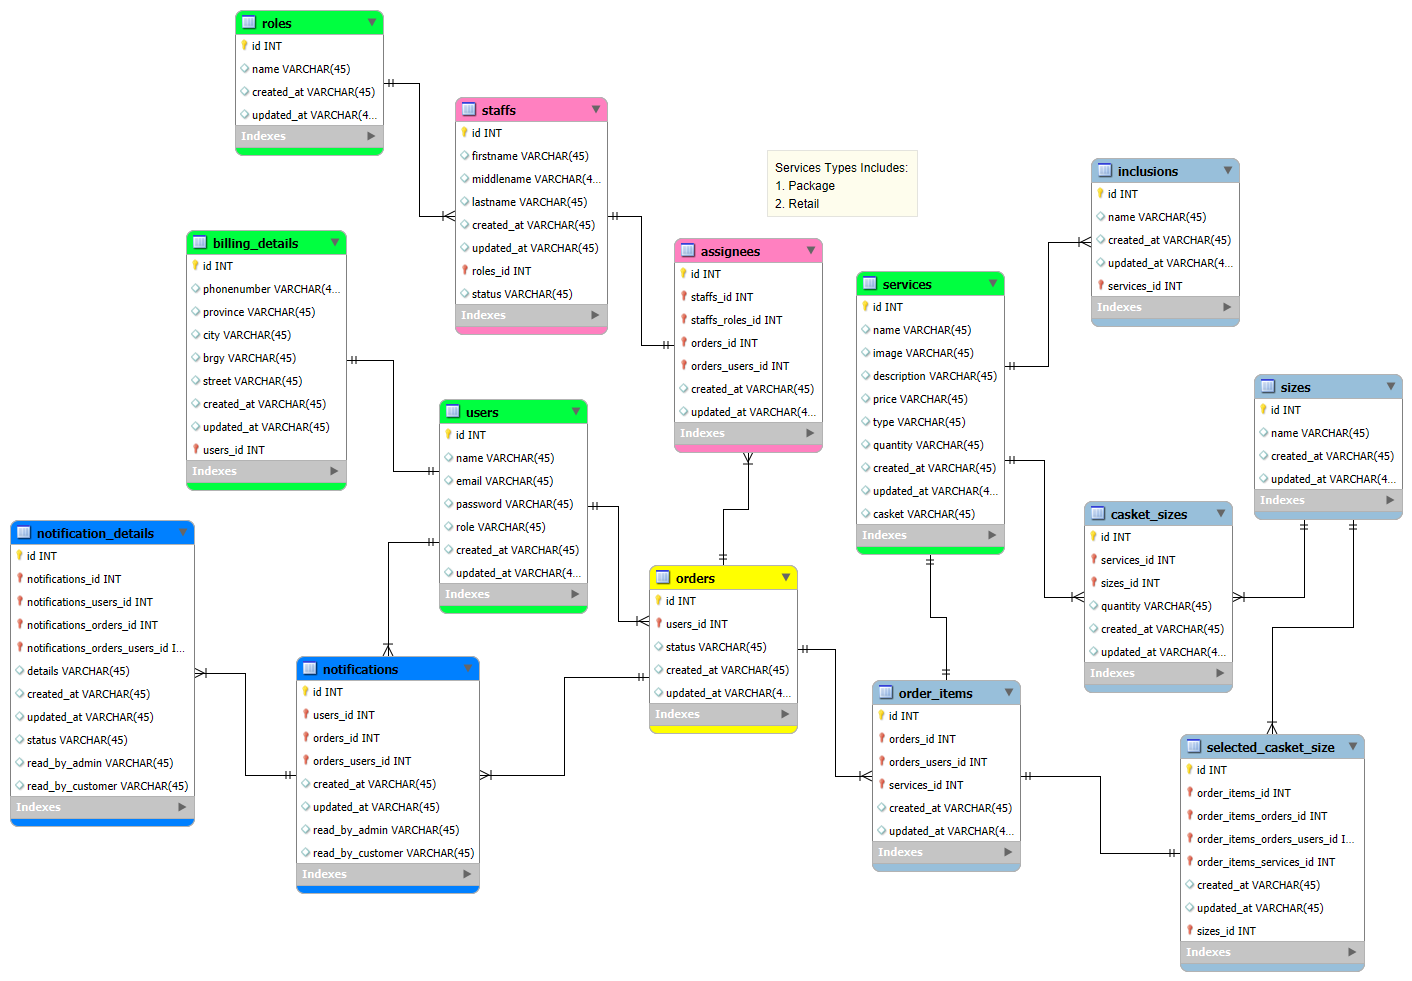 roles
id INT
name VARCHAR(45)
created_at VARCHAR(45)
updated_at VARCHAR(4...
Indexes
staffs
id INT
firstname VARCHAR(45)
middlename VARCHAR(4...
lastname VARCHAR(45)
created_at VARCHAR(45)
updated_at VARCHAR(45)
roles_id INT
status VARCHAR(45)
Indexes
Services Types Includes:
1. Package
2. Retail
inclusions
id INT
name VARCHAR(45)
created_at VARCHAR(45)
updated_at VARCHAR(4...
services_id INT
Indexes
billing_details
id INT
phonenumber VARCHAR(4...
province VARCHAR(45)
city VARCHAR(45)
brgy VARCHAR(45)
street VARCHAR(45)
created_at VARCHAR(45)
updated_at VARCHAR(45)
users_id INT
Indexes
assignees
id INT
staffs_id INT
staffs_roles_id INT
orders_id INT
orders_users_id INT
created_at VARCHAR(45)
updated_at VARCHAR(4...
Indexes
services
id INT
name VARCHAR(45)
image VARCHAR(45)
description VARCHAR(45)
price VARCHAR(45)
type VARCHAR(45)
quantity VARCHAR(45)
created_at VARCHAR(45)
updated_at VARCHAR(4...
casket VARCHAR(45)
Indexes
sizes
id INT
name VARCHAR(45)
created_at VARCHAR(45)
updated_at VARCHAR(4...
Indexes
users
id INT
name VARCHAR(45)
email VARCHAR(45)
password VARCHAR(45)
role VARCHAR(45)
created_at VARCHAR(45)
updated_at VARCHAR(4...
Indexes
casket_sizes
id INT
services_id INT
sizes_id INT
quantity VARCHAR(45)
created_at VARCHAR(45)
updated_at VARCHAR(4...
Indexes
notification_details
id INT
notifications_id INT
notifications_users_id INT
notifications_orders_id INT
notifications_orders_users_id I...
details VARCHAR(45)
created_at VARCHAR(45)
updated_at VARCHAR(45)
status VARCHAR(45)
read_by_admin VARCHAR(45)
read_by_customer VARCHAR(45)
Indexes
orders
id INT
users_id INT
status VARCHAR(45)
created_at VARCHAR(45)
updated_at VARCHAR(4...
Indexes
notifications
id INT
users_id INT
orders_id INT
orders_users_id INT
created_at VARCHAR(45)
updated_at VARCHAR(45)
read_by_admin VARCHAR(45)
read_by_customer VARCHAR(45)
Indexes
order_items
id INT
orders_id INT
orders_users_id INT
services_id INT
created_at VARCHAR(45)
updated_at VARCHAR(4...
Indexes
selected_casket_size
id INT
order_items_id INT
order_items_orders_id INT
order_items_orders_users_id I...
order_items_services_id INT
created_at VARCHAR(45)
updated_at VARCHAR(45)
sizes_id INT
Indexes